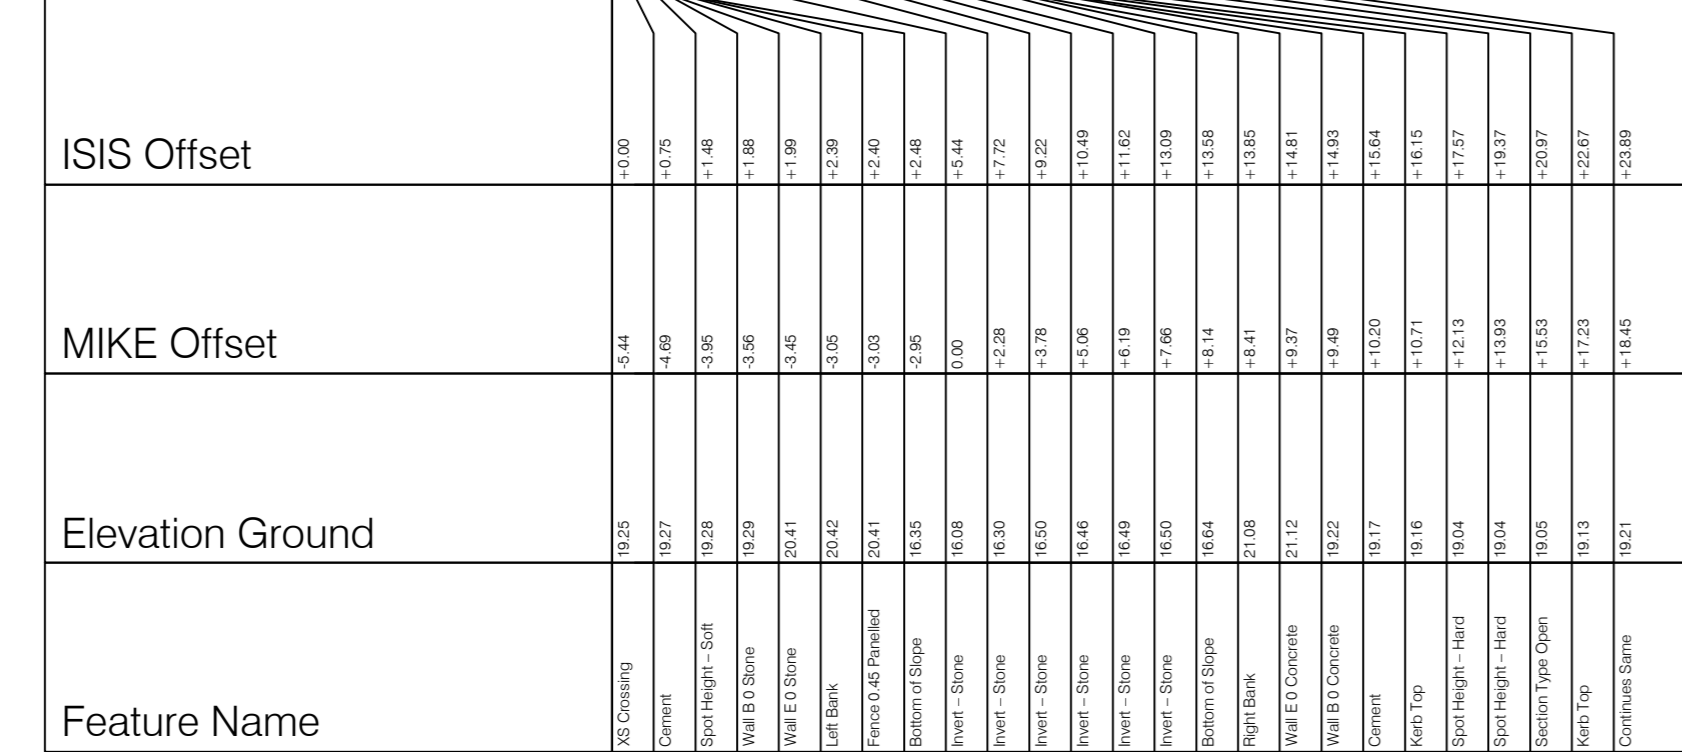 ISIS Offset +0.00 +0.75 +1.48 +1.88 +1.99 +2.39 +2.40 +2.48 +5.44 +7.72 +9.22 +10.49 +11.62 +13.09 +13.58 +13.85 +14.81 +14.93 +15.64 +16.15 +17.57 +19.37 +20.97 +22.67 +23.89
MIKE Offset -5.44 -4.69 -3.95 -3.56 -3.45 -3.05 -3.03 -2.95 0.00 +2.28 +3.78 +5.06 +6.19 +7.66 +8.14 +8.41 +9.37 +9.49 +10.20 +10.71 +12.13 +13.93 +15.53 +17.23 +18.45
Elevation Ground 19.25 19.27 19.28 19.29 20.41 20.42 20.41 16.35 16.08 16.30 16.50 16.46 16.49 16.50 16.64 21.08 21.12 19.22 19.17 19.16 19.04 19.04 19.05 19.13 19.21
Feature Name XS Crossing Cement Spot Height – Soft Wall B 0 Stone Wall E 0 Stone Left Bank Fence 0.45 Panelled Bottom of Slope Invert – Stone Invert – Stone Invert – Stone Invert – Stone Invert – Stone Invert – Stone Bottom of Slope Right Bank Wall E 0 Concrete Wall B 0 Concrete Cement Kerb Top Spot Height – Hard Spot Height – Hard Section Type Open Kerb Top Continues Same